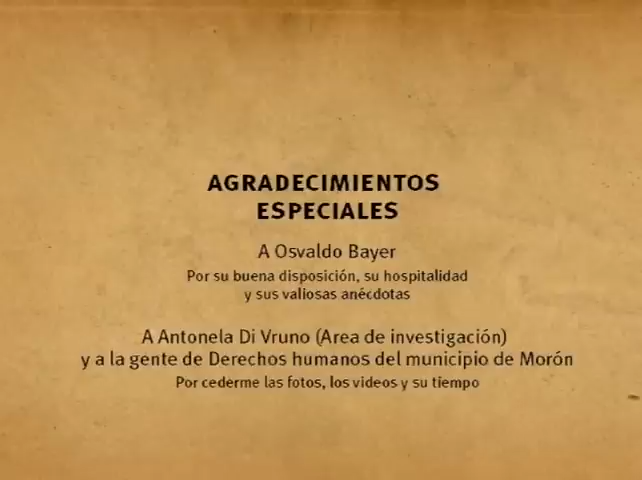 AGRADECIMIENTOS
ESPECIALES
A Osvaldo Bayer
Por su buena disposición, su hospitalidad
y sus valiosas anécdotas
A Antonela Di Vruno (Area de investigación)
y a la gente de Derechos humanos del municipio de Morón
Por cederme las fotos, los videos y su tiempo